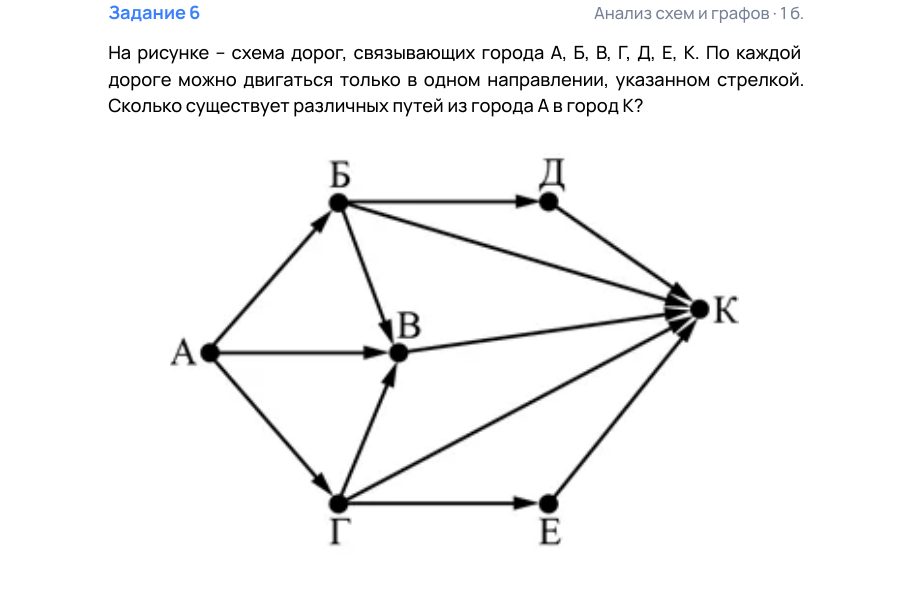 Задание 6
Анализ схем и графов · 1 б.
На рисунке – схема дорог, связывающих города А, Б, В, Г, Д, Е, К. По каждой
дороге можно двигаться только в одном направлении, указанном стрелкой.
Сколько существует различных путей из города А в город К?
Б
Д
К
В
А
Г
Е